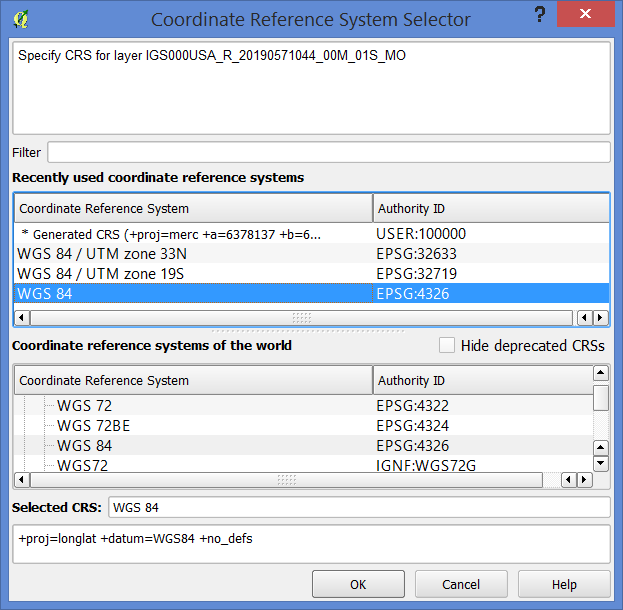 Coordinate Reference System Selector
?
Specify CRS for layer IGS000USA_R_20190571044_00M_01S_MO
Filter
Recently used coordinate reference systems
Coordinate Reference System Authority ID
* Generated CRS (+proj=merc +a=6378137 +b=6... USER:100000
WGS 84 / UTM zone 33N EPSG:32633
WGS 84 / UTM zone 19S EPSG:32719
WGS 84 EPSG:4326
Coordinate reference systems of the world Hide deprecated CRSs
Coordinate Reference System Authority ID
WGS 72 EPSG:4322
WGS 72BE EPSG:4324
WGS 84 EPSG:4326
WGS72 IGNF:WGS72G
Selected CRS: WGS 84
+proj=longlat +datum=WGS84 +no_defs
OK Cancel Help